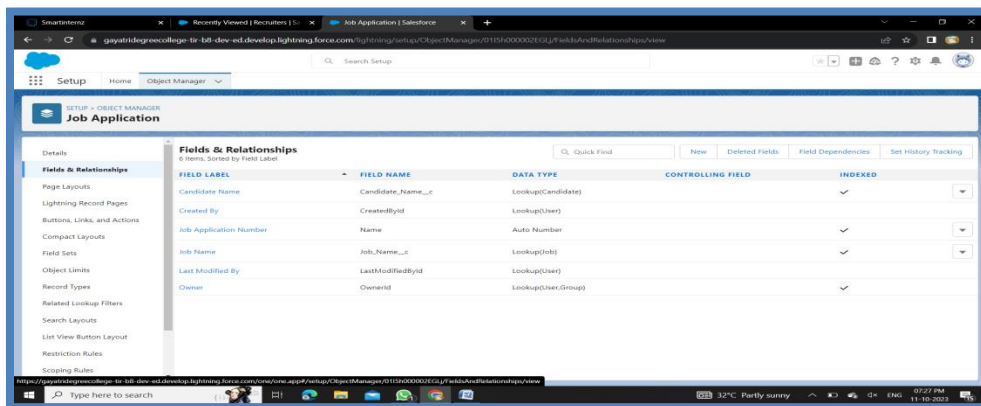 Smartinternz
Recently Viewed | Recruiters | Sa
Job Application | Salesforce
gayatridegreecollege-tir-b8-dev-ed.develop.lightning.force.com/lightning/setup/ObjectManager/01I5h000002EGLj/FieldsAndRelationships/view
Search Setup
Setup Home Object Manager
SETUP > OBJECT MANAGER
Job Application
Details
Fields & Relationships
Page Layouts
Lightning Record Pages
Buttons, Links, and Actions
Compact Layouts
Field Sets
Object Limits
Record Types
Related Lookup Filters
Search Layouts
List View Button Layout
Restriction Rules
Scoping Rules
Fields & Relationships
6 Items, Sorted by Field Label
Quick Find New Deleted Fields Field Dependencies Set History Tracking
FIELD LABEL FIELD NAME DATA TYPE CONTROLLING FIELD INDEXED
Candidate Name Candidate_Name__c Lookup(Candidate)
Created By CreatedById Lookup(User)
Job Application Number Name Auto Number
Job Name Job_Name__c Lookup(Job)
Last Modified By LastModifiedById Lookup(User)
Owner OwnerId Lookup(User,Group)
https://gayatridegreecollege-tir-b8-dev-ed.develop.lightning.force.com/one/one.app#/setup/ObjectManager/01I5h000002EGLj/FieldsAndRelationships/view
Type here to search
32°C Partly sunny
ENG
07:27 PM
11-10-2023